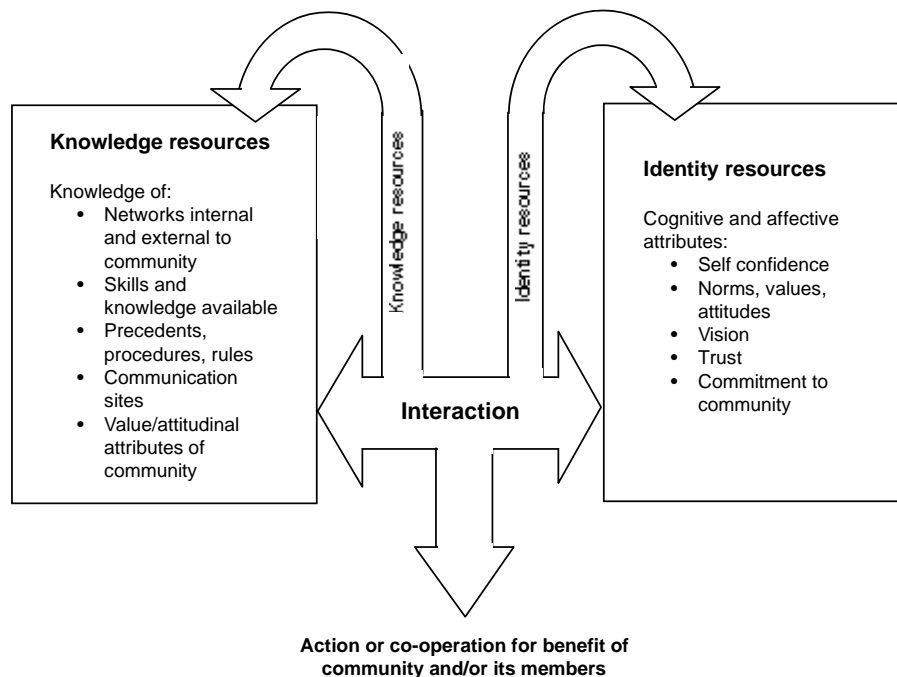 Knowledge resources
Knowledge of:
• Networks internal
and external to
community
• Skills and
knowledge available
• Precedents,
procedures, rules
• Communication
sites
• Value/attitudinal
attributes of
community
Knowledge resources
Identity resources
Interaction
Identity resources
Cognitive and affective
attributes:
• Self confidence
• Norms, values,
attitudes
• Vision
• Trust
• Commitment to
community
Action or co-operation for benefit of
community and/or its members